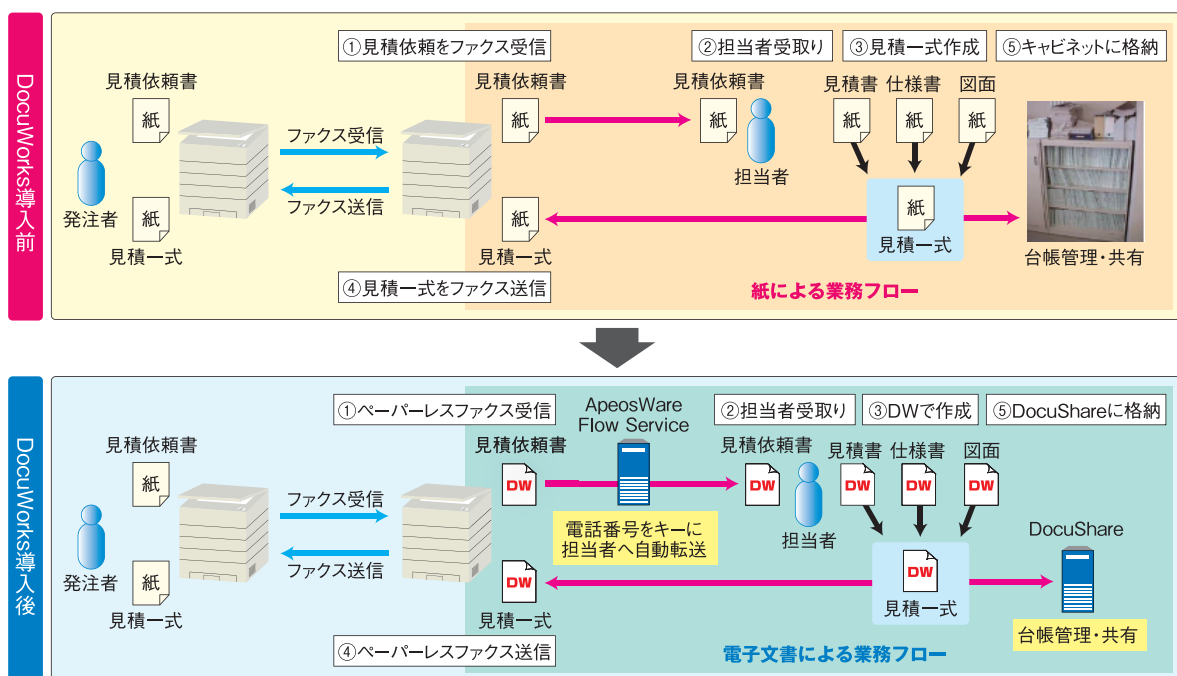 DocuWorks導入前
①見積依頼をファクス受信
②担当者受取り
③見積一式作成
⑤キャビネットに格納
見積依頼書
紙
発注者
紙
見積一式
ファクス受信
ファクス送信
見積依頼書
紙
見積依頼書
紙
担当者
見積書
仕様書
図面
紙
紙
紙
紙
見積一式
紙
見積一式
台帳管理・共有
④見積一式をファクス送信
紙による業務フロー
DocuWorks導入後
①ペーパーレスファクス受信
ApeosWare
Flow Service
②担当者受取り
③DWで作成
⑤DocuShareに格納
見積依頼書
紙
発注者
紙
見積一式
ファクス受信
ファクス送信
見積依頼書
DW
電話番号をキーに
担当者へ自動転送
見積依頼書
DW
担当者
見積書
仕様書
図面
DW
DW
DW
DW
見積一式
DW
見積一式
DocuShare
台帳管理・共有
④ペーパーレスファクス送信
電子文書による業務フロー